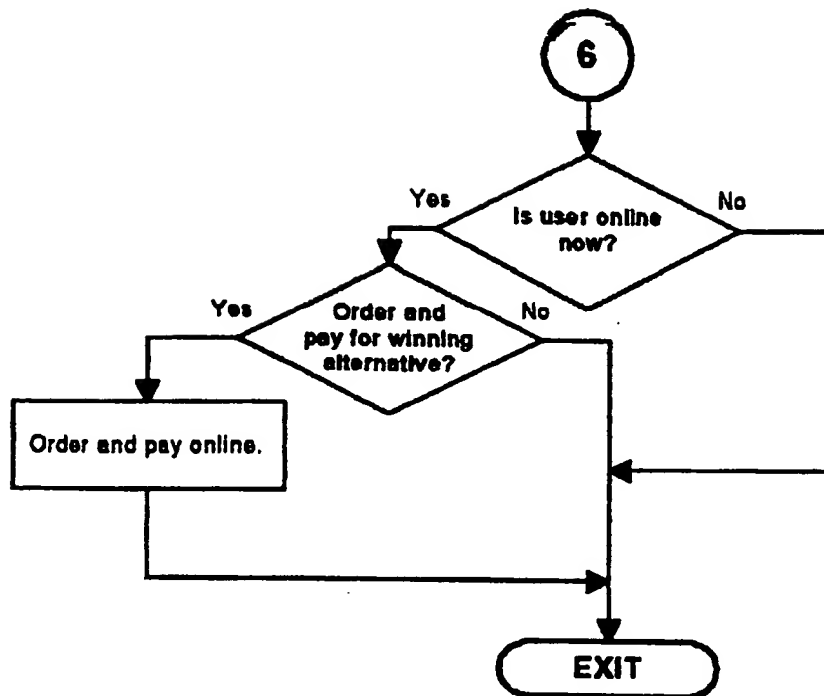 6
Is user online
now?
Yes
No
Order and
pay for winning
alternative?
Yes
No
Order and pay online.
EXIT